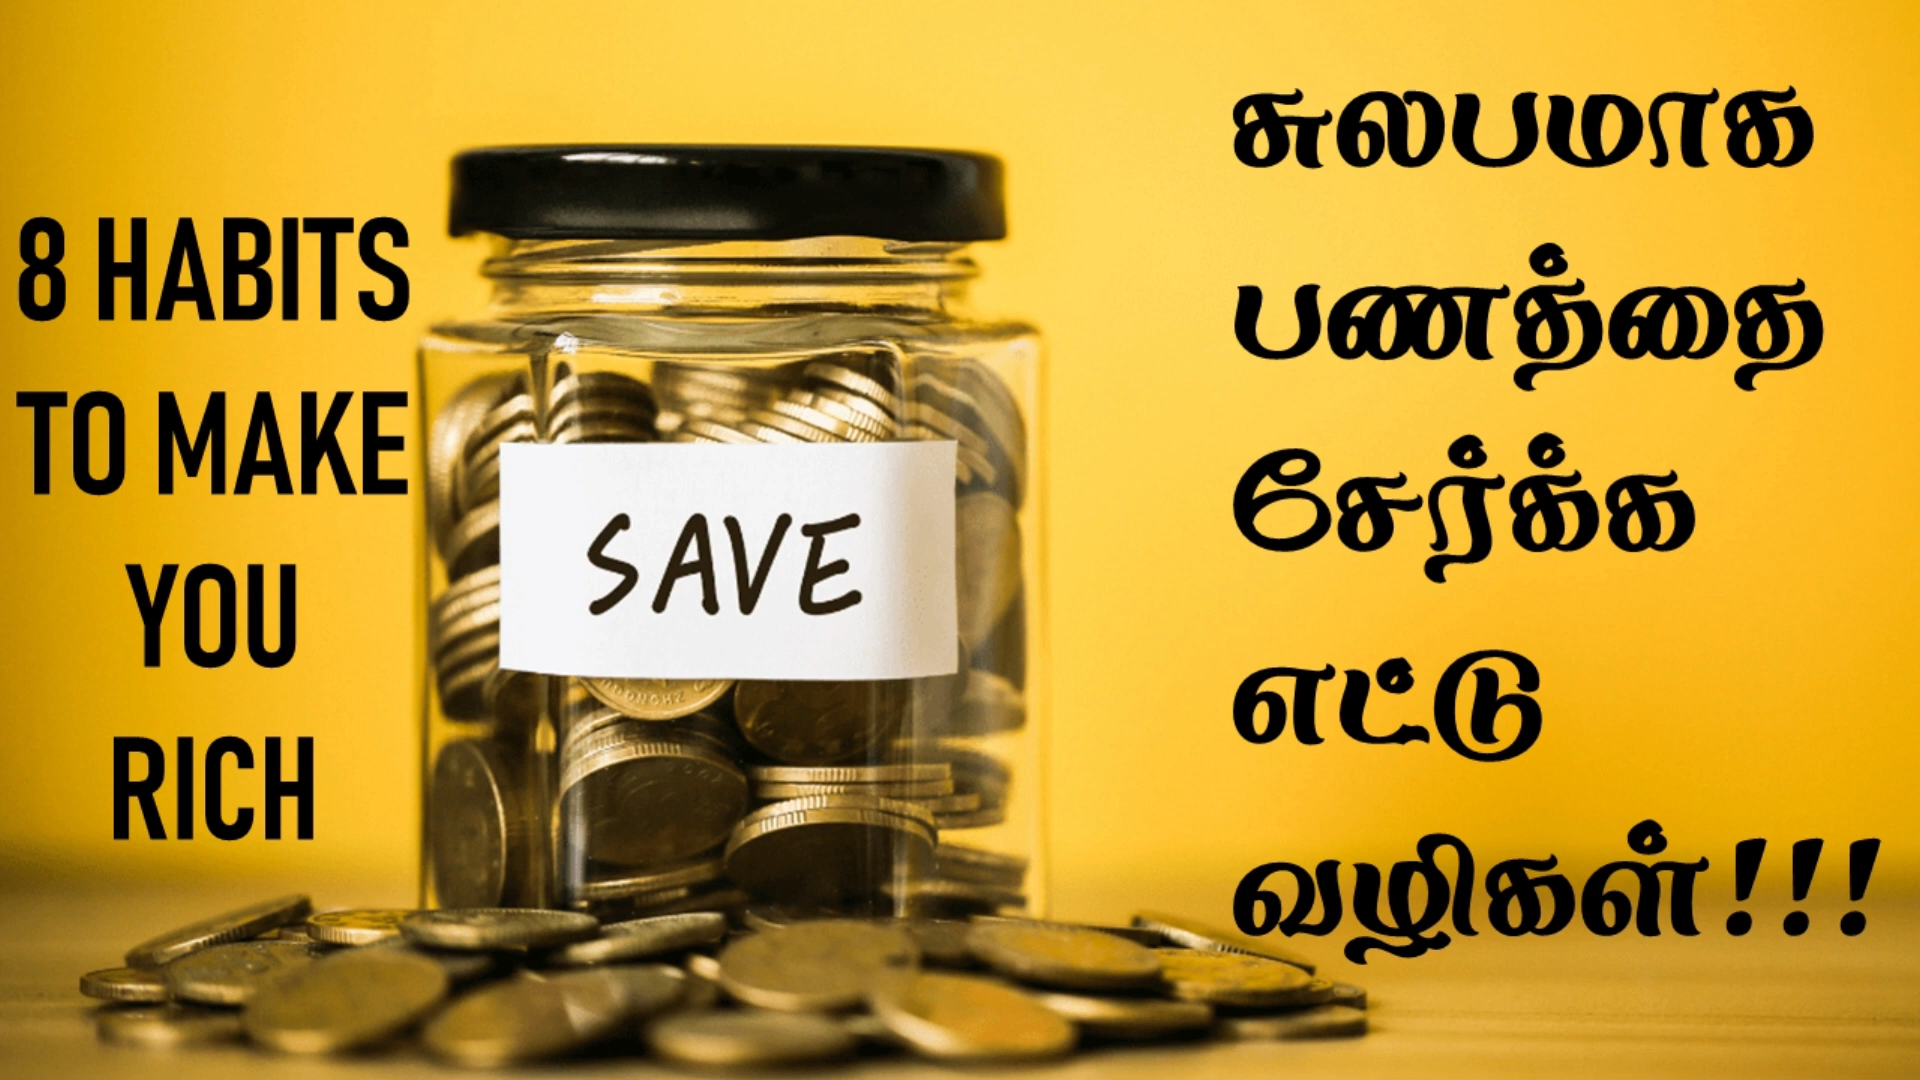 8 HABITS
TO MAKE
YOU
RICH
SAVE
சுலபமாக
பணத்தை
சேர்க்க
எட்டு
வழிகள்!!!